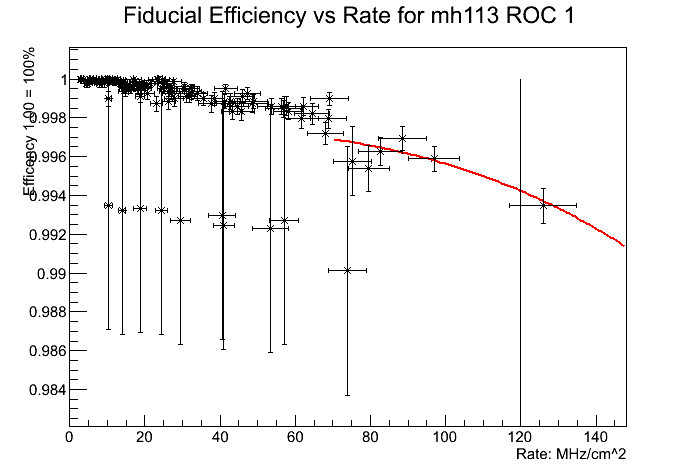 Fiducial Efficiency vs Rate for mh113 ROC 1
Efficency 1.00 = 100%
1
0.998
0.996
0.994
0.992
0.99
0.988
0.986
0.984
0 20 40 60 80 100 120 140
Rate: MHz/cm^2